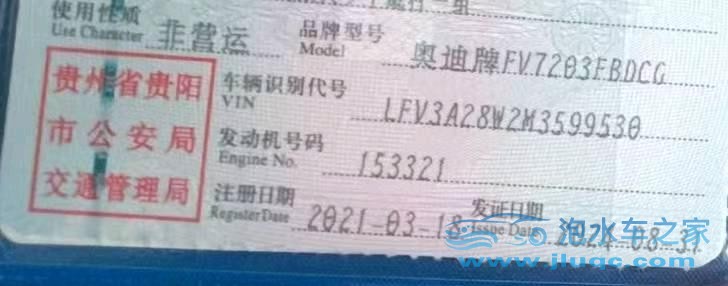 使用性质
Use Character 非营运
品牌型号
Model 奥迪牌FV7203FBDCG
贵州省贵阳
市公安局
交通管理局
车辆识别代号
VIN LFV3A28W2M3599530
发动机号码
Engine No. 153321
注册日期
Register Date 2021-03-18
发证日期
Issue Date 2024-08-31
淘水车之家
www.jluqc.com